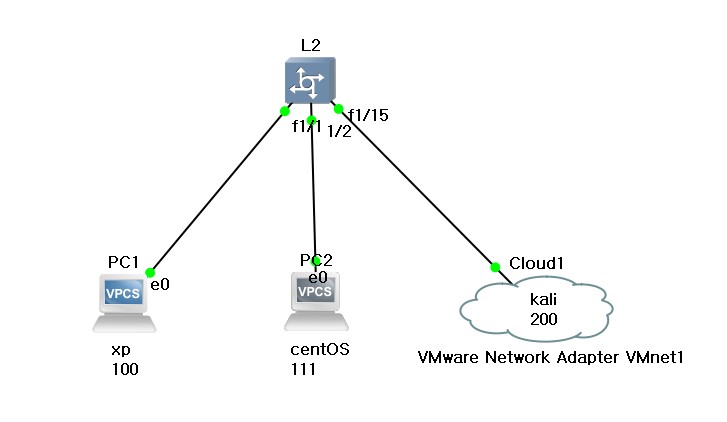 L2
f1/1
1/2
f1/15
PC1
e0
VPCS
xp
100
PC2
e0
VPCS
centOS
111
Cloud1
kali
200
VMware Network Adapter VMnet1